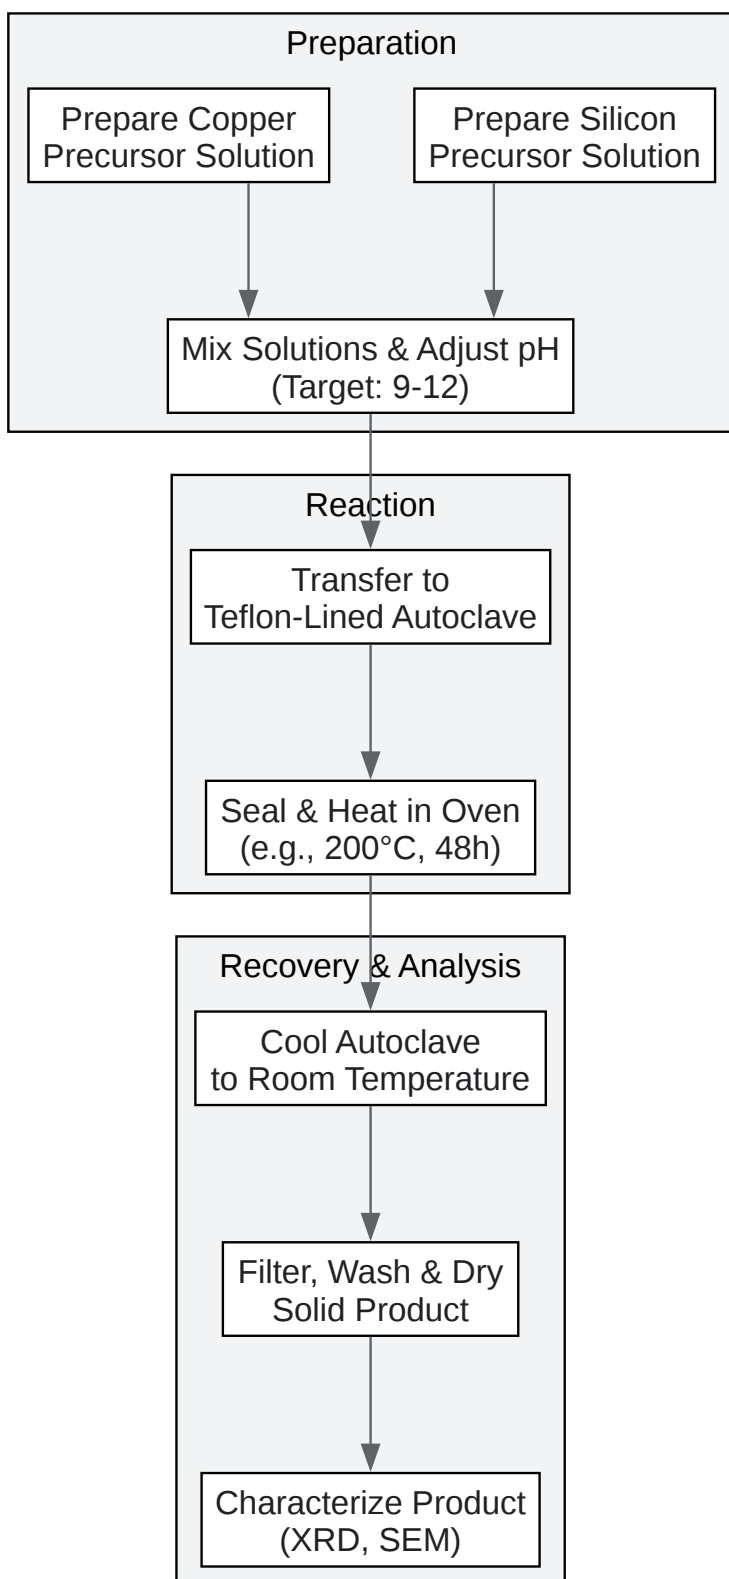 Preparation
Prepare Copper
Precursor Solution
Prepare Silicon
Precursor Solution
Mix Solutions & Adjust pH
(Target: 9-12)
Reaction
Transfer to
Teflon-Lined Autoclave
Seal & Heat in Oven
(e.g., 200°C, 48h)
Recovery & Analysis
Cool Autoclave
to Room Temperature
Filter, Wash & Dry
Solid Product
Characterize Product
(XRD, SEM)